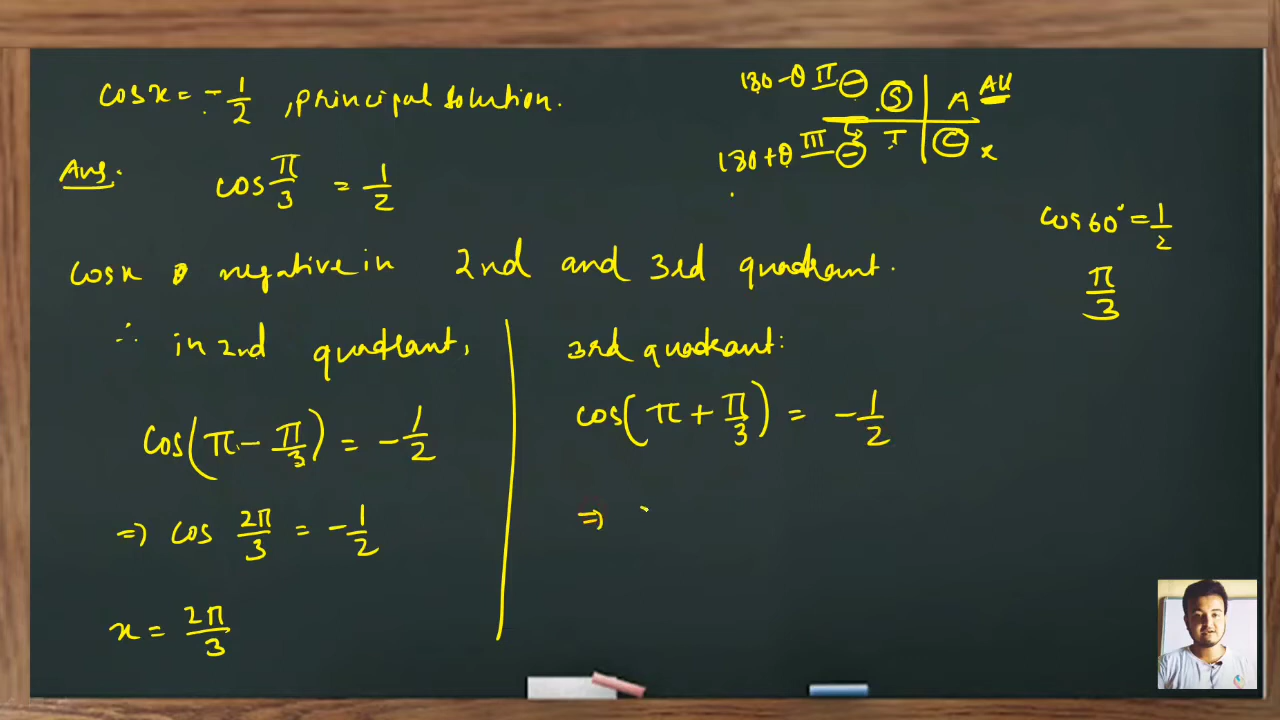 cos x = -1/2 , principal solution.
180-θ II ⊖ Ⓢ A All
180+θ III ⊖ T Ⓒ x
Ans. cos π/3 = 1/2
cos 60° = 1/2
π/3
cos x negative in 2nd and 3rd quadrant.
∴ in 2nd quadrant,
cos(π - π/3) = -1/2
⇒ cos 2π/3 = -1/2
x = 2π/3
3rd quadrant:
cos(π + π/3) = -1/2
⇒